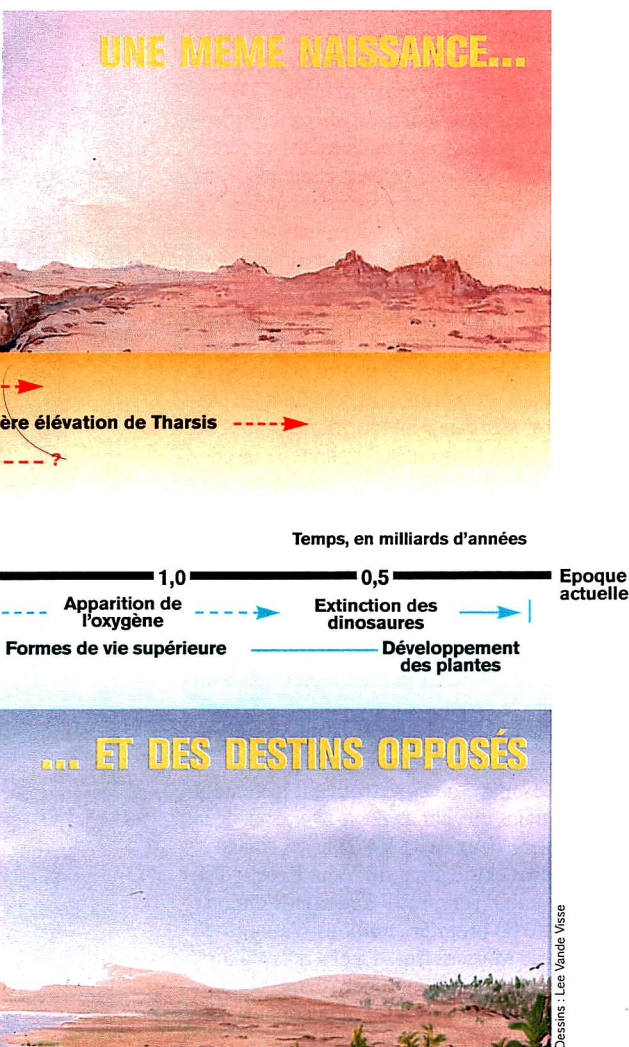 UNE MEME NAISSANCE...
ère élévation de Tharsis
?
Temps, en milliards d'années
1,0
0,5
Epoque
actuelle
Apparition de
l'oxygène
Extinction des
dinosaures
Formes de vie supérieure
Développement
des plantes
... ET DES DESTINS OPPOSÉS
Dessins : Lee Vande Visse